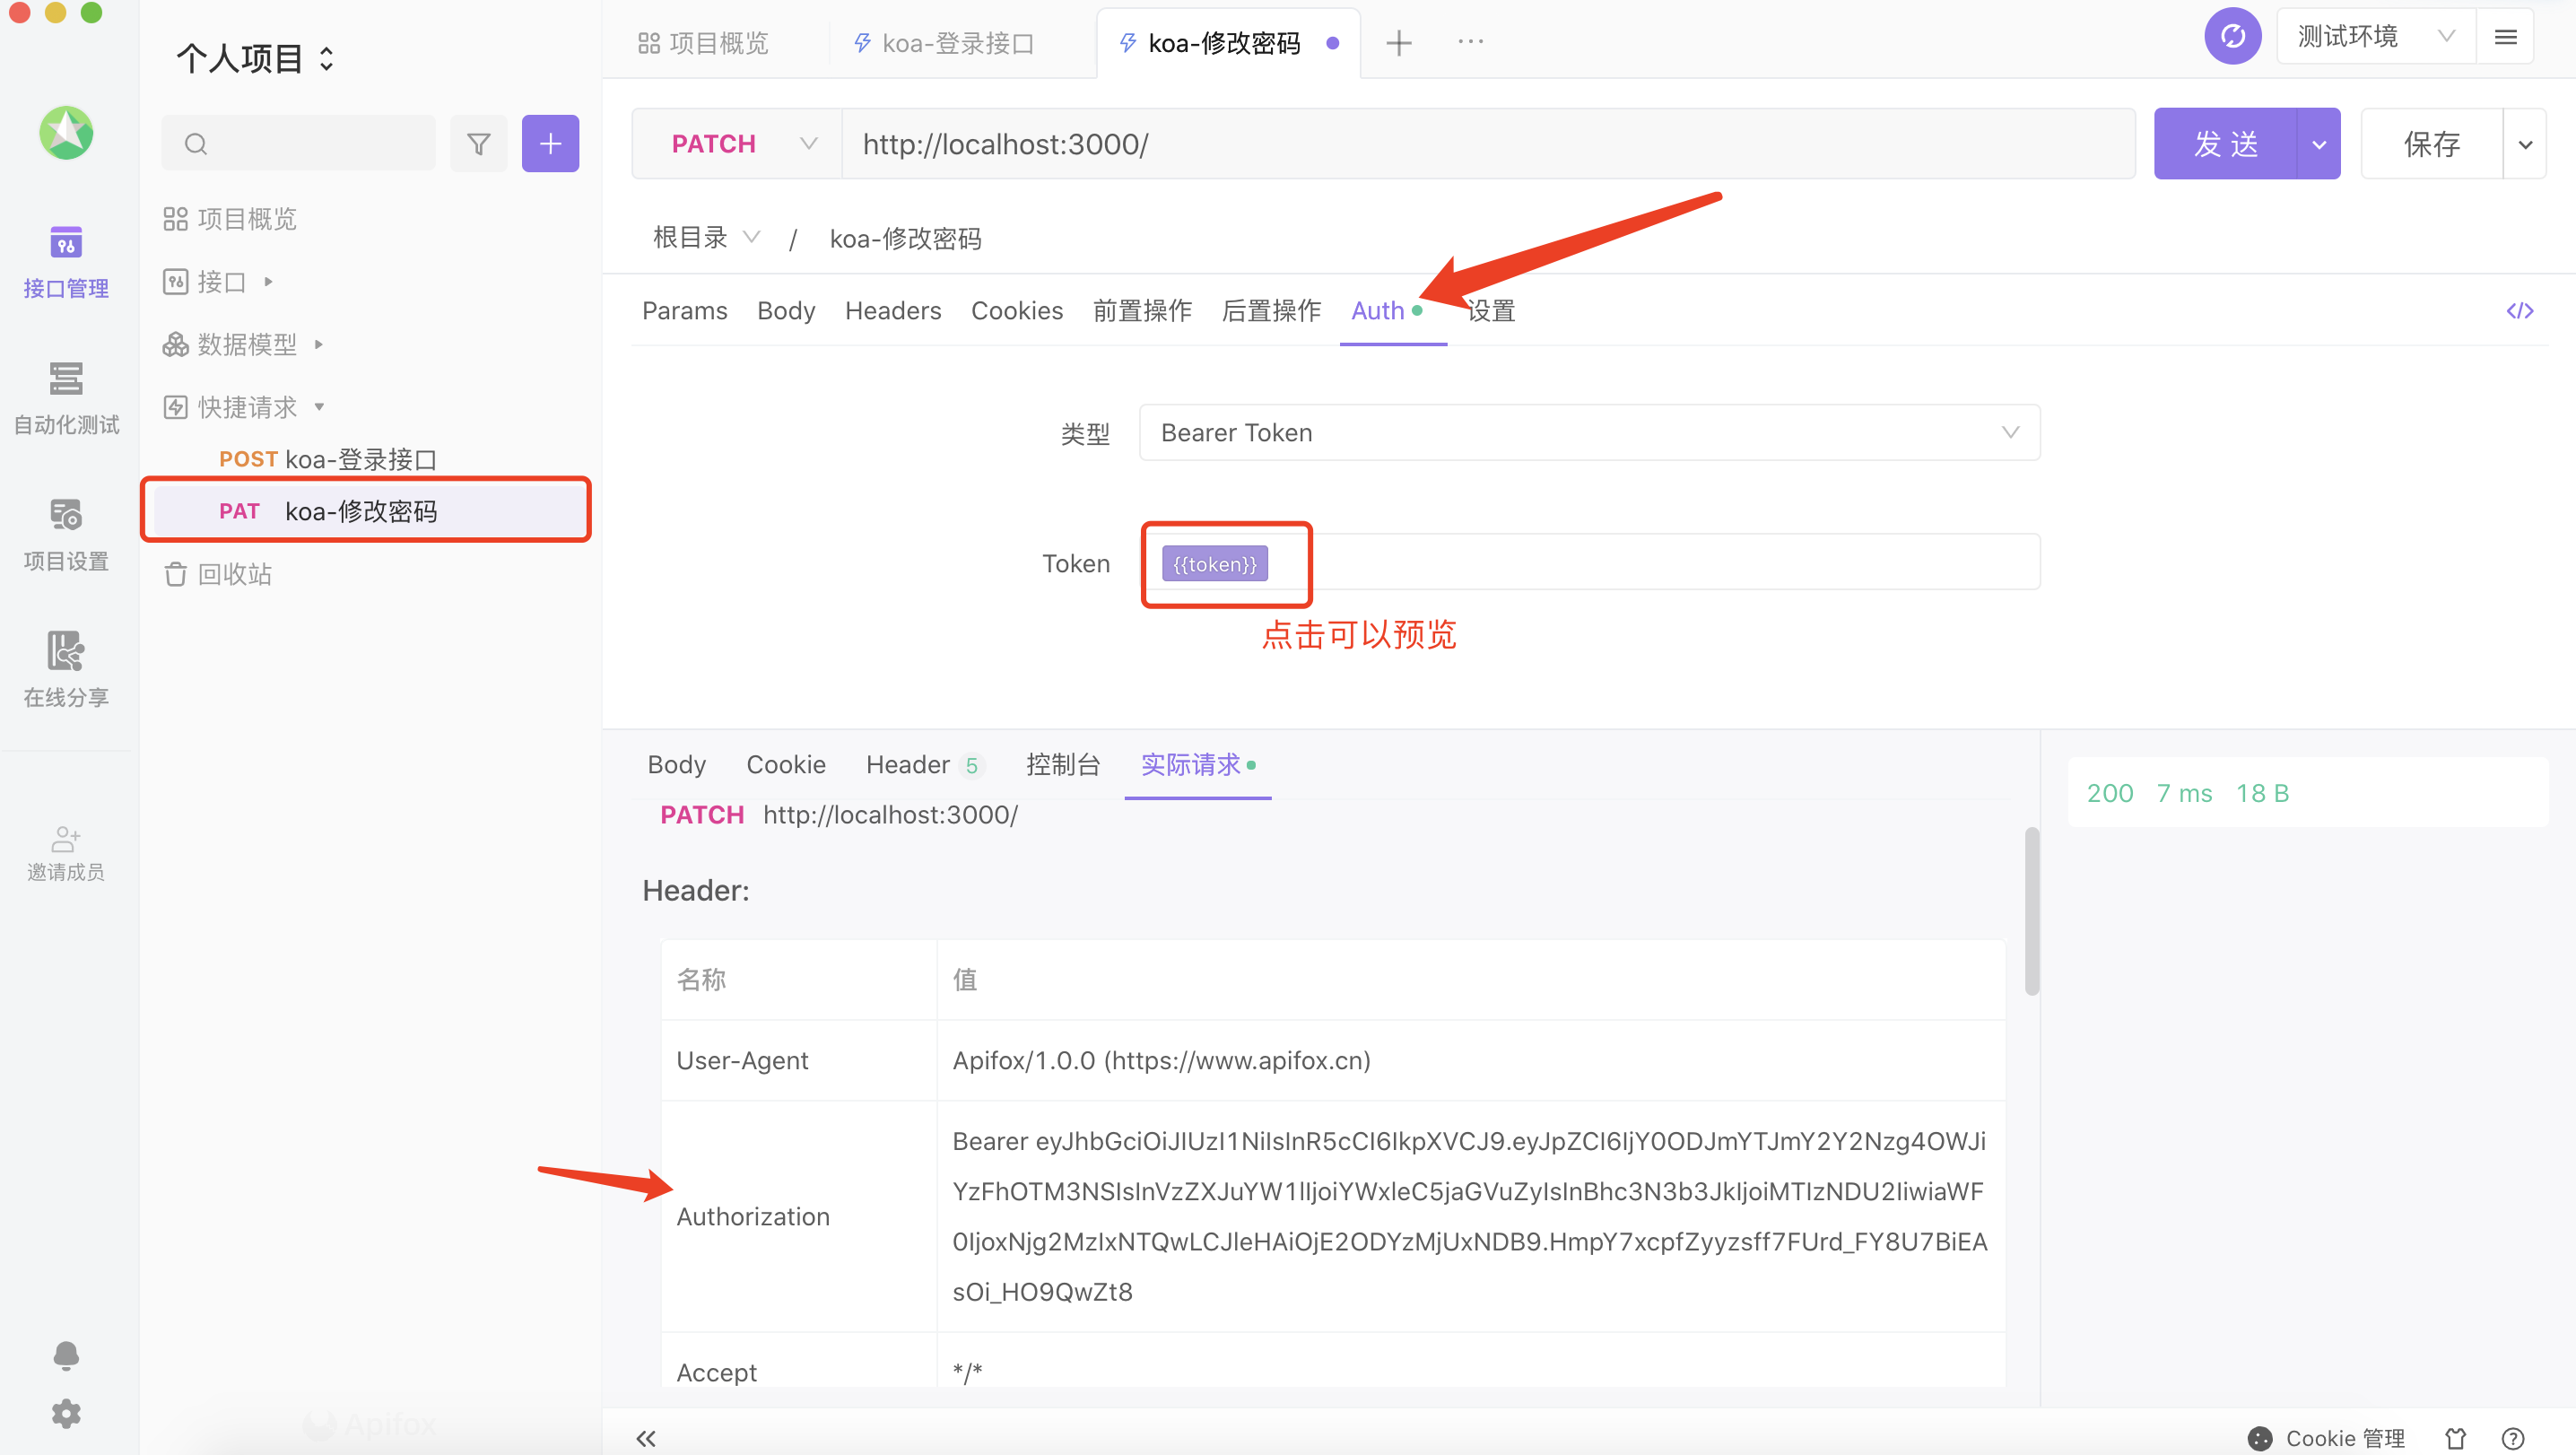 个人项目
项目概览
koa-登录接口
koa-修改密码
测试环境
接口管理
自动化测试
项目设置
在线分享
邀请成员
项目概览
接口
数据模型
快捷请求
POST koa-登录接口
PAT koa-修改密码
回收站
Apifox
PATCH http://localhost:3000/
发送
保存
根目录 / koa-修改密码
Params Body Headers Cookies 前置操作 后置操作 Auth 设置
</>
类型 Bearer Token
Token {{token}}
点击可以预览
Body Cookie Header 5 控制台 实际请求
200 7 ms 18 B
PATCH http://localhost:3000/
Header:
名称 值
User-Agent Apifox/1.0.0 (https://www.apifox.cn)
Authorization
Bearer eyJhbGciOiJIUzI1NiIsInR5cCI6IkpXVCJ9.eyJpZCI6IjY0ODJmYTJmY2Y2Nzg4OWJi
YzFhOTM3NSIsInVzZXJuYW1lIjoiYWxleC5jaGVuZyIsInBhc3N3b3JkIjoiMTIzNDU2IiwiaWF
0IjoxNjg2MzIxNTQwLCJleHAiOjE2ODYzMjUxNDB9.HmpY7xcpfZyyzsff7FUrd_FY8U7BiEA
sOi_HO9QwZt8
Accept */*
Cookie 管理